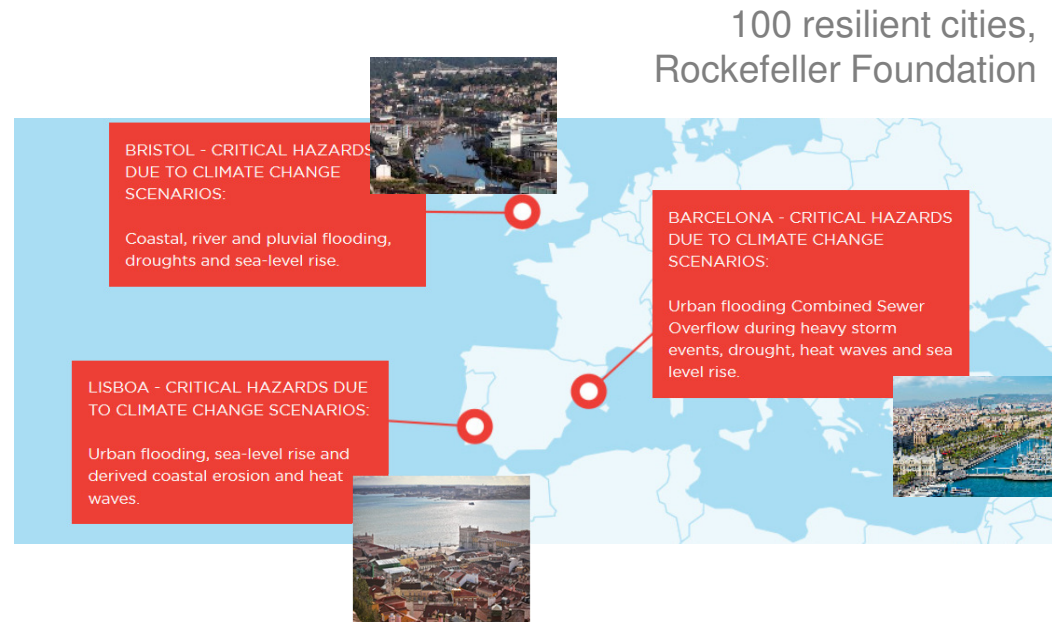 100 resilient cities,
Rockefeller Foundation
BRISTOL - CRITICAL HAZARDS
DUE TO CLIMATE CHANGE
SCENARIOS:
Coastal, river and pluvial flooding,
droughts and sea-level rise.
BARCELONA - CRITICAL HAZARDS
DUE TO CLIMATE CHANGE
SCENARIOS:
Urban flooding Combined Sewer
Overflow during heavy storm
events, drought, heat waves and sea
level rise.
LISBOA - CRITICAL HAZARDS DUE
TO CLIMATE CHANGE SCENARIOS:
Urban flooding, sea-level rise and
derived coastal erosion and heat
waves.